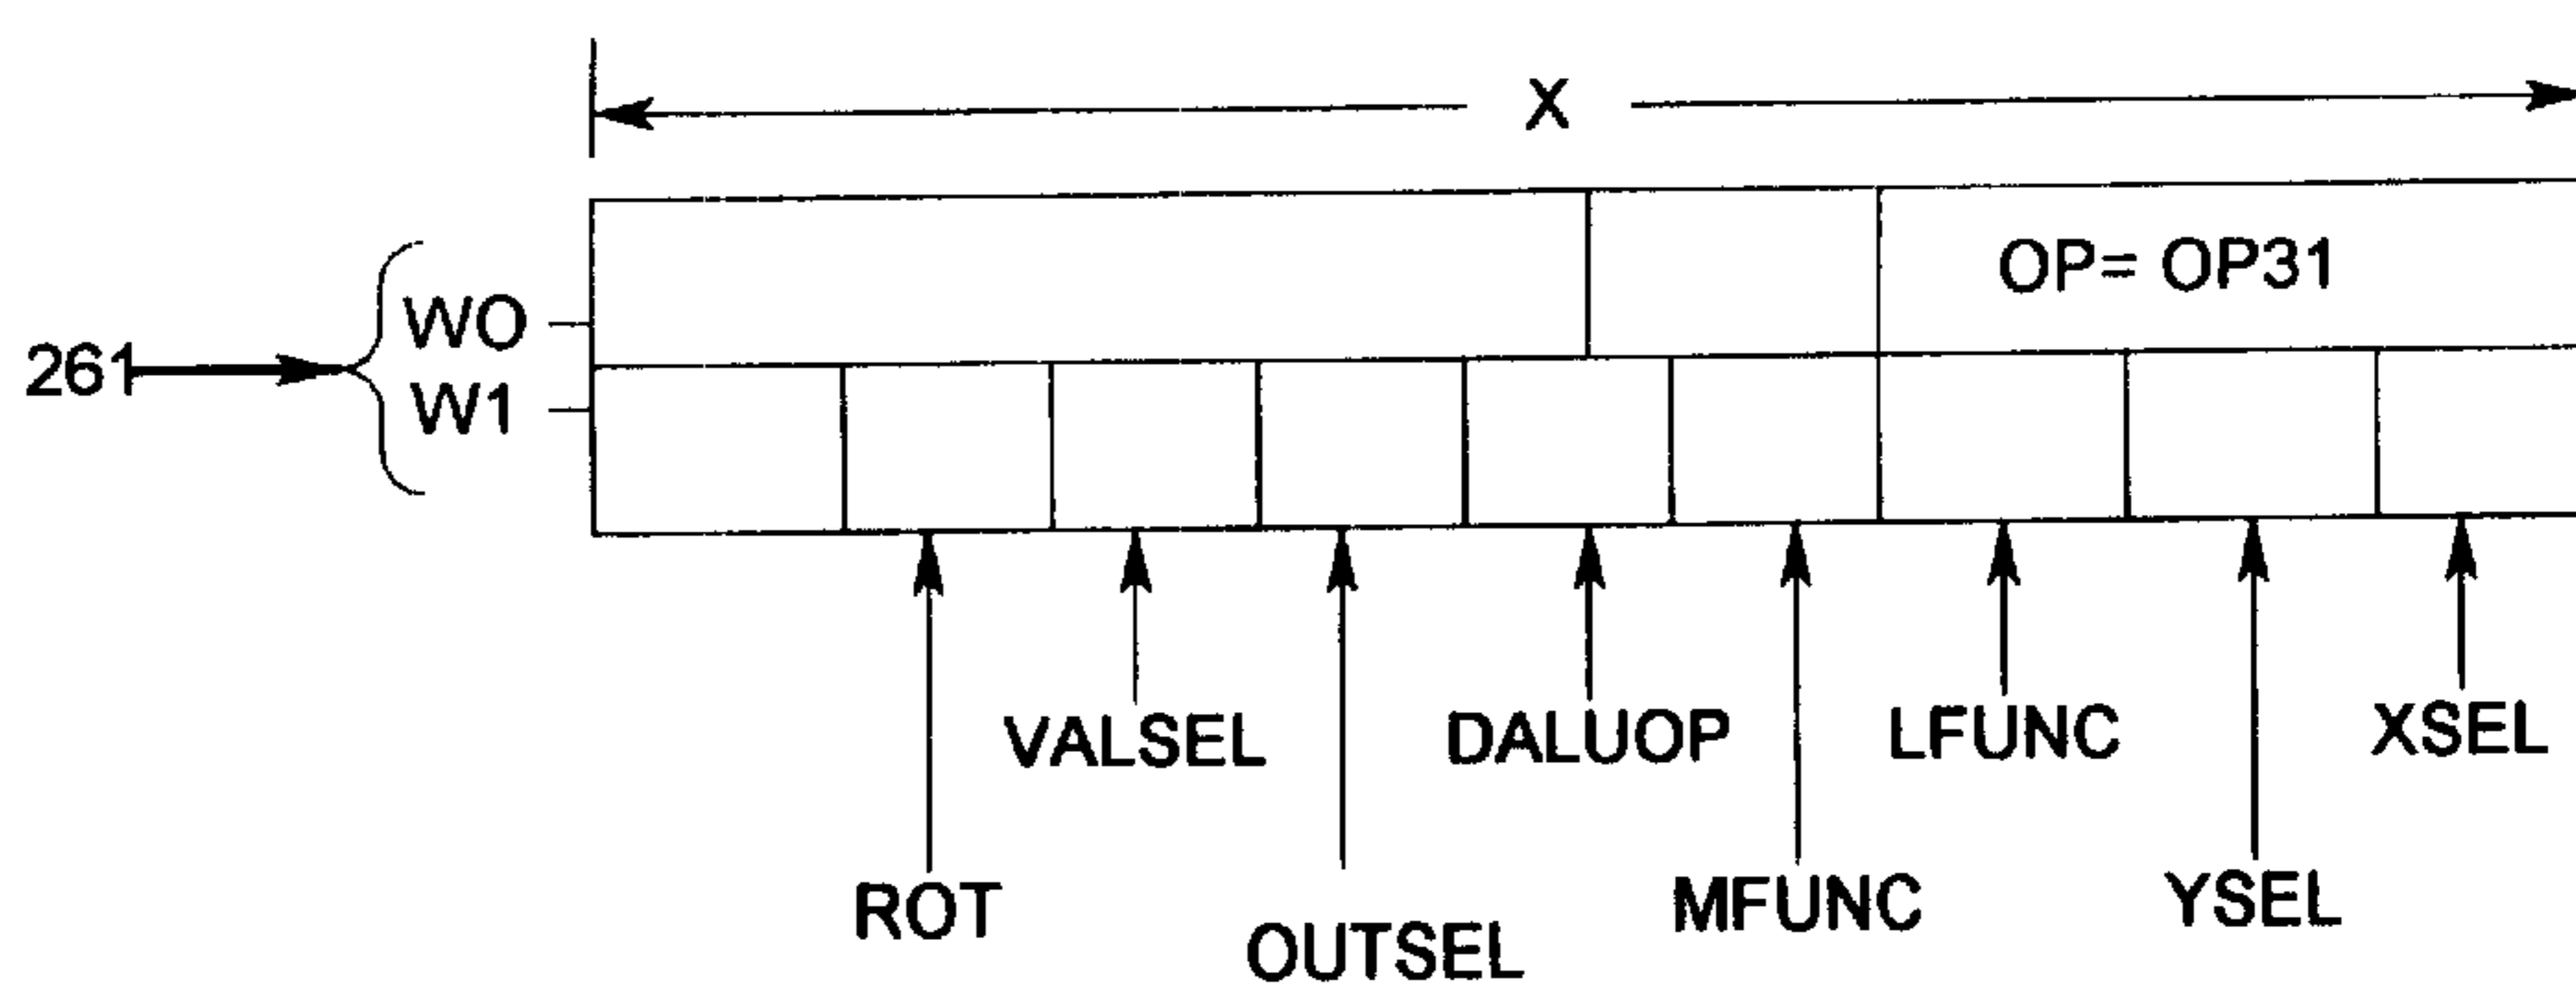 X
OP= OP31
261
W0
W1
VALSEL
DALUOP
LFUNC
XSEL
ROT
OUTSEL
MFUNC
YSEL